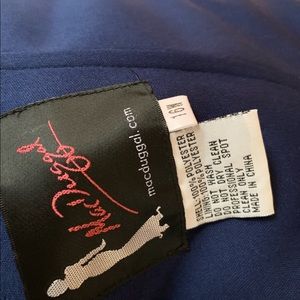 Mac Duggal
macduggal.com
16W
SHELL:100% POLYESTER
LINING:100% POLYESTER
DO NOT WASH
DO NOT DRY CLEAN
PROFESSIONAL SPOT
CLEAN ONLY
MADE IN CHINA